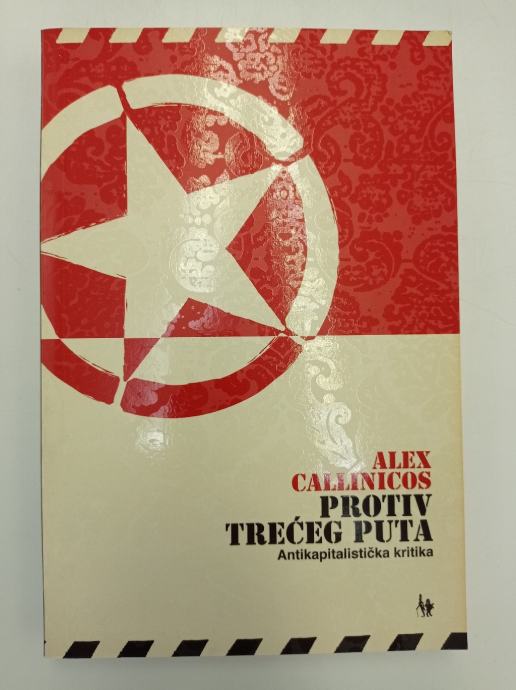 ALEX
CALLINICOS
PROTIV
TREĆEG PUTA
Antikapitalistička kritika